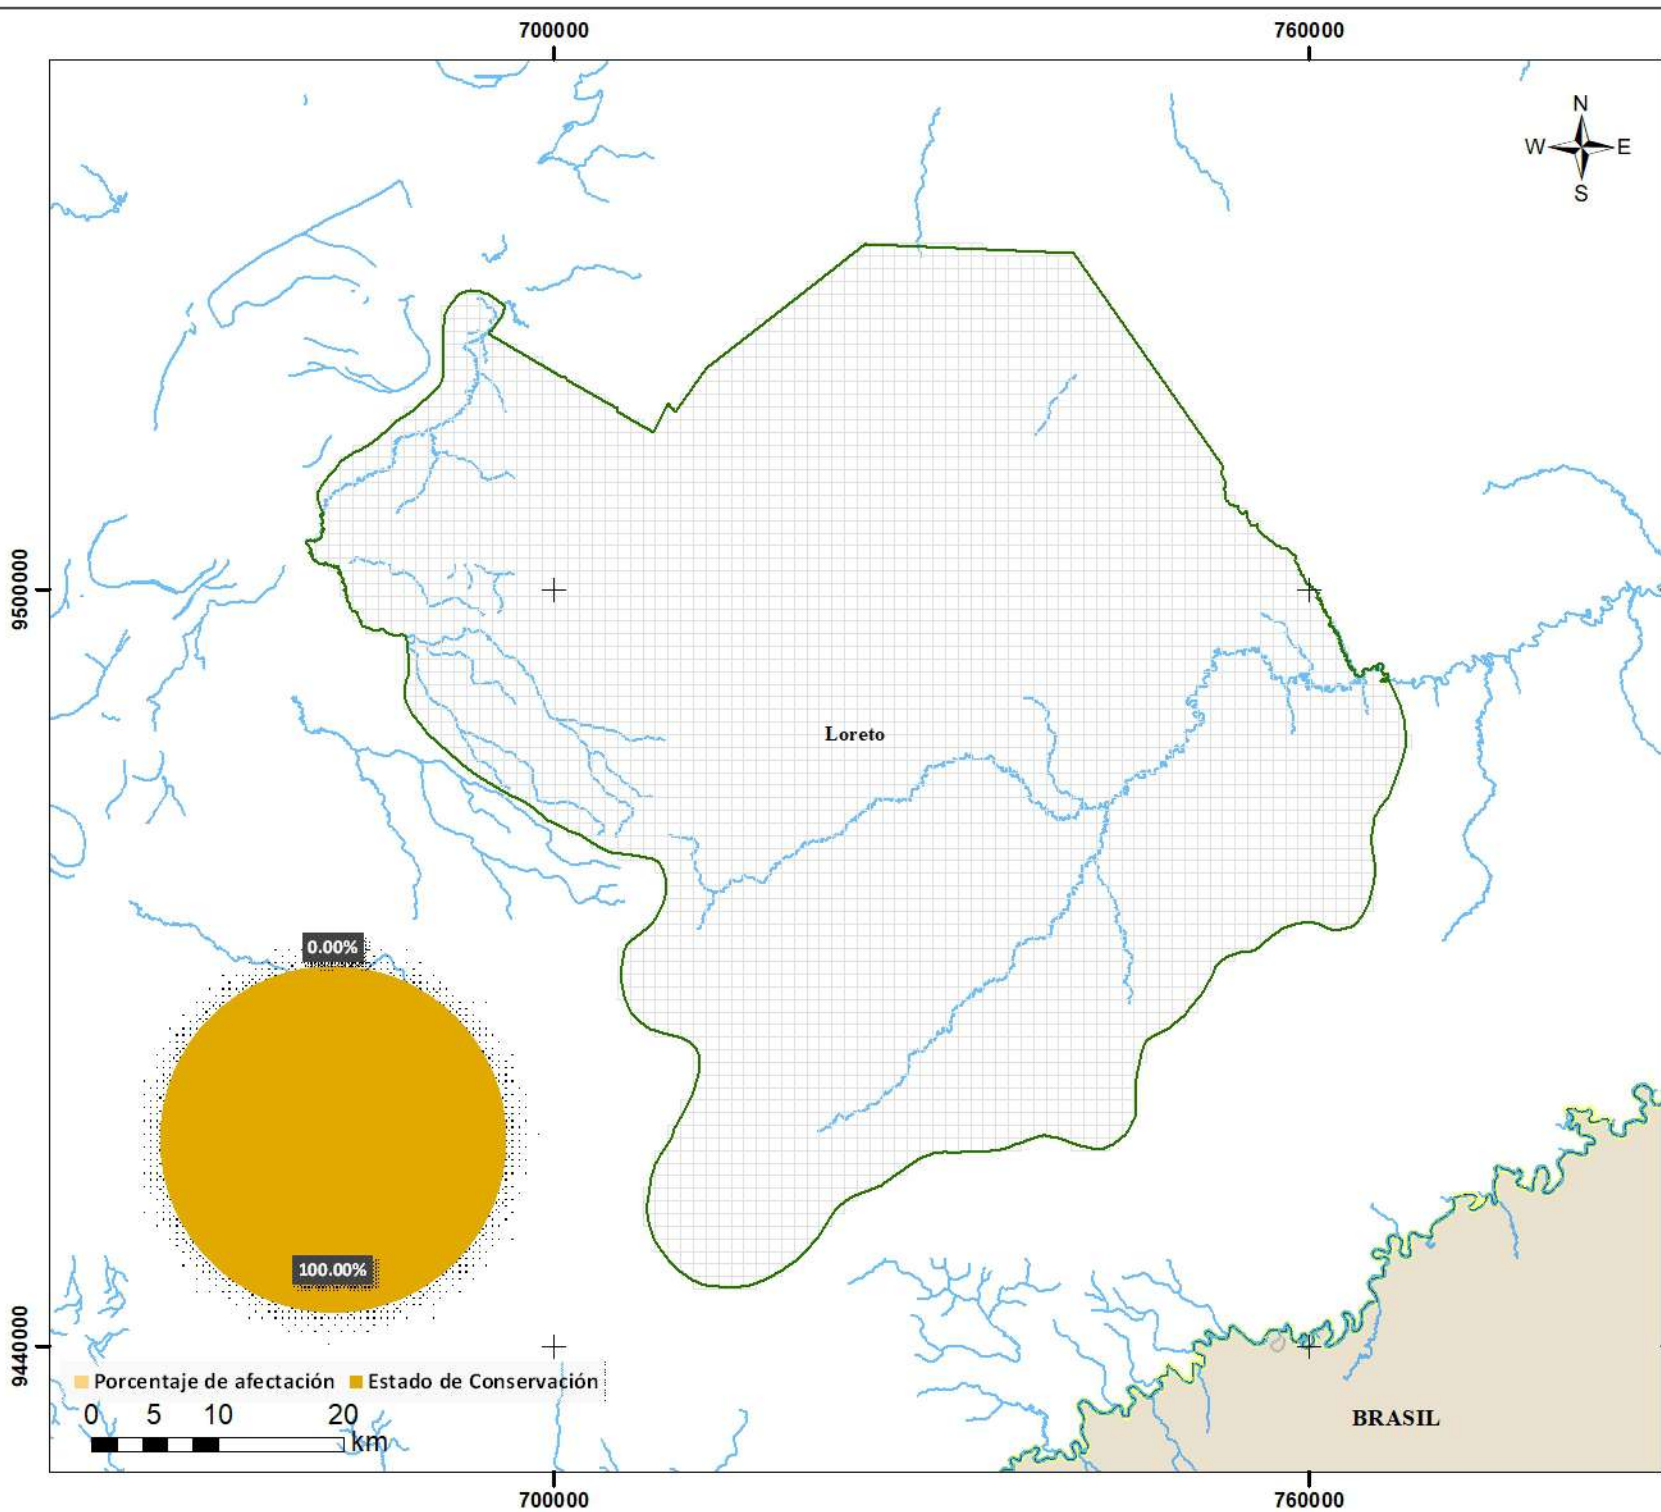 700000 760000
N
W E
S
9500000
Loreto
0.00%
100.00%
9440000
Porcentaje de afectación Estado de Conservación
0 5 10 20
km
BRASIL
700000 760000